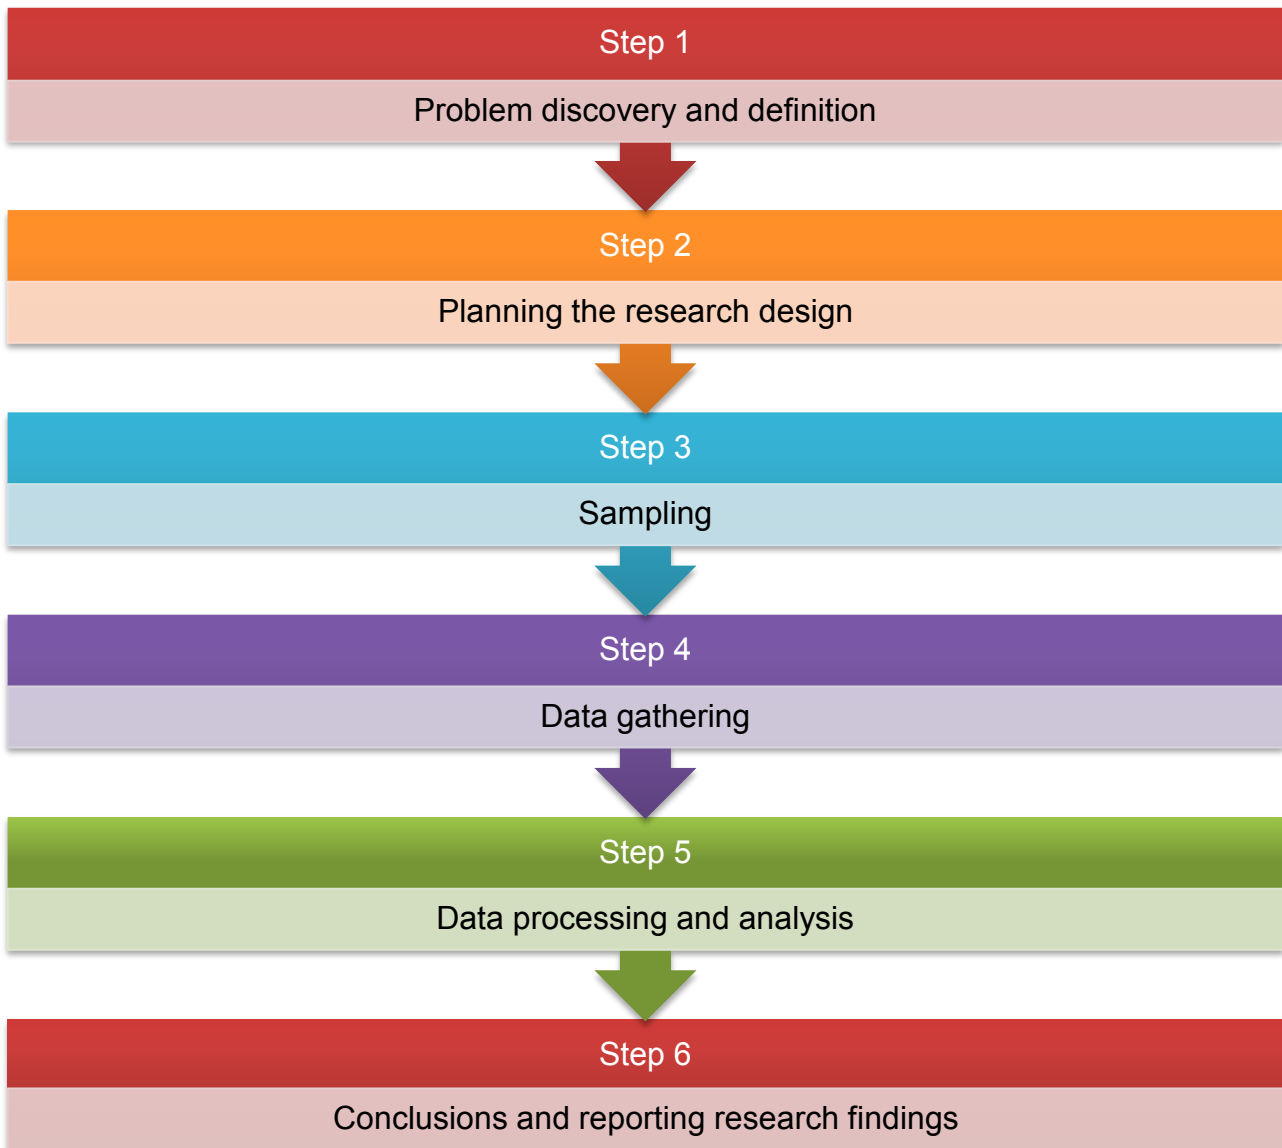 Step 1
Problem discovery and definition
Step 2
Planning the research design
Step 3
Sampling
Step 4
Data gathering
Step 5
Data processing and analysis
Step 6
Conclusions and reporting research findings